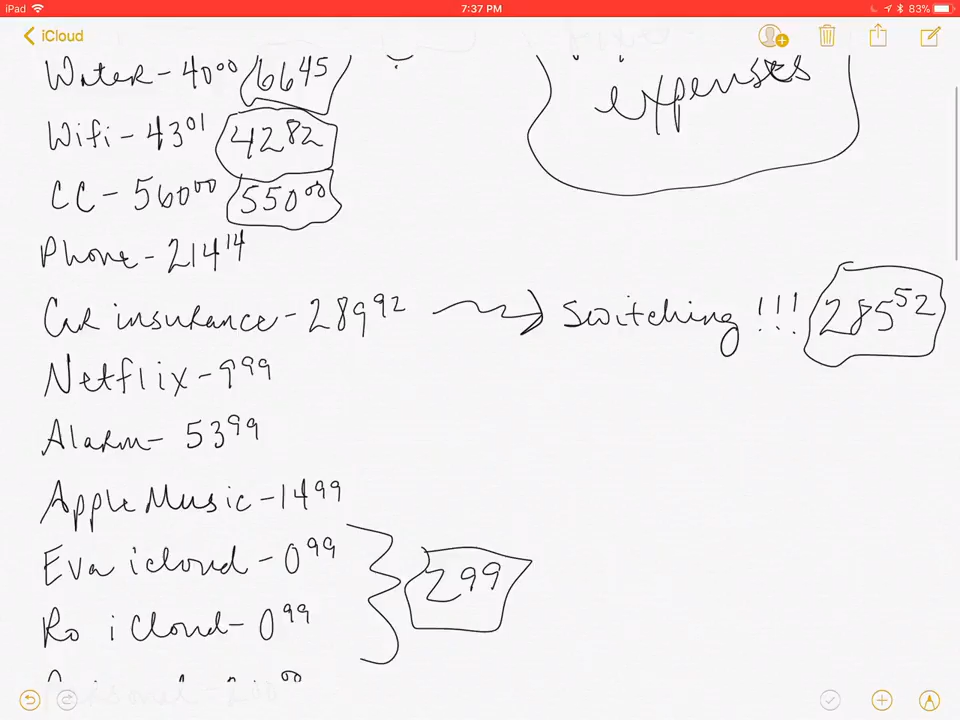 iPad 7:37 PM 83%
iCloud
Water - 40⁰⁰ 66⁴⁵
expenses
Wifi - 43⁰¹ 42⁸²
CC - 560⁰⁰ 550⁰⁰
Phone - 214¹⁴
Car insurance - 289⁹² switching !!! 285⁵²
Netflix - 9⁹⁹
Alarm - 53⁹⁹
Apple Music - 14⁹⁹
Eva icloud - 0⁹⁹
2⁹⁹
Ro iCloud - 0⁹⁹